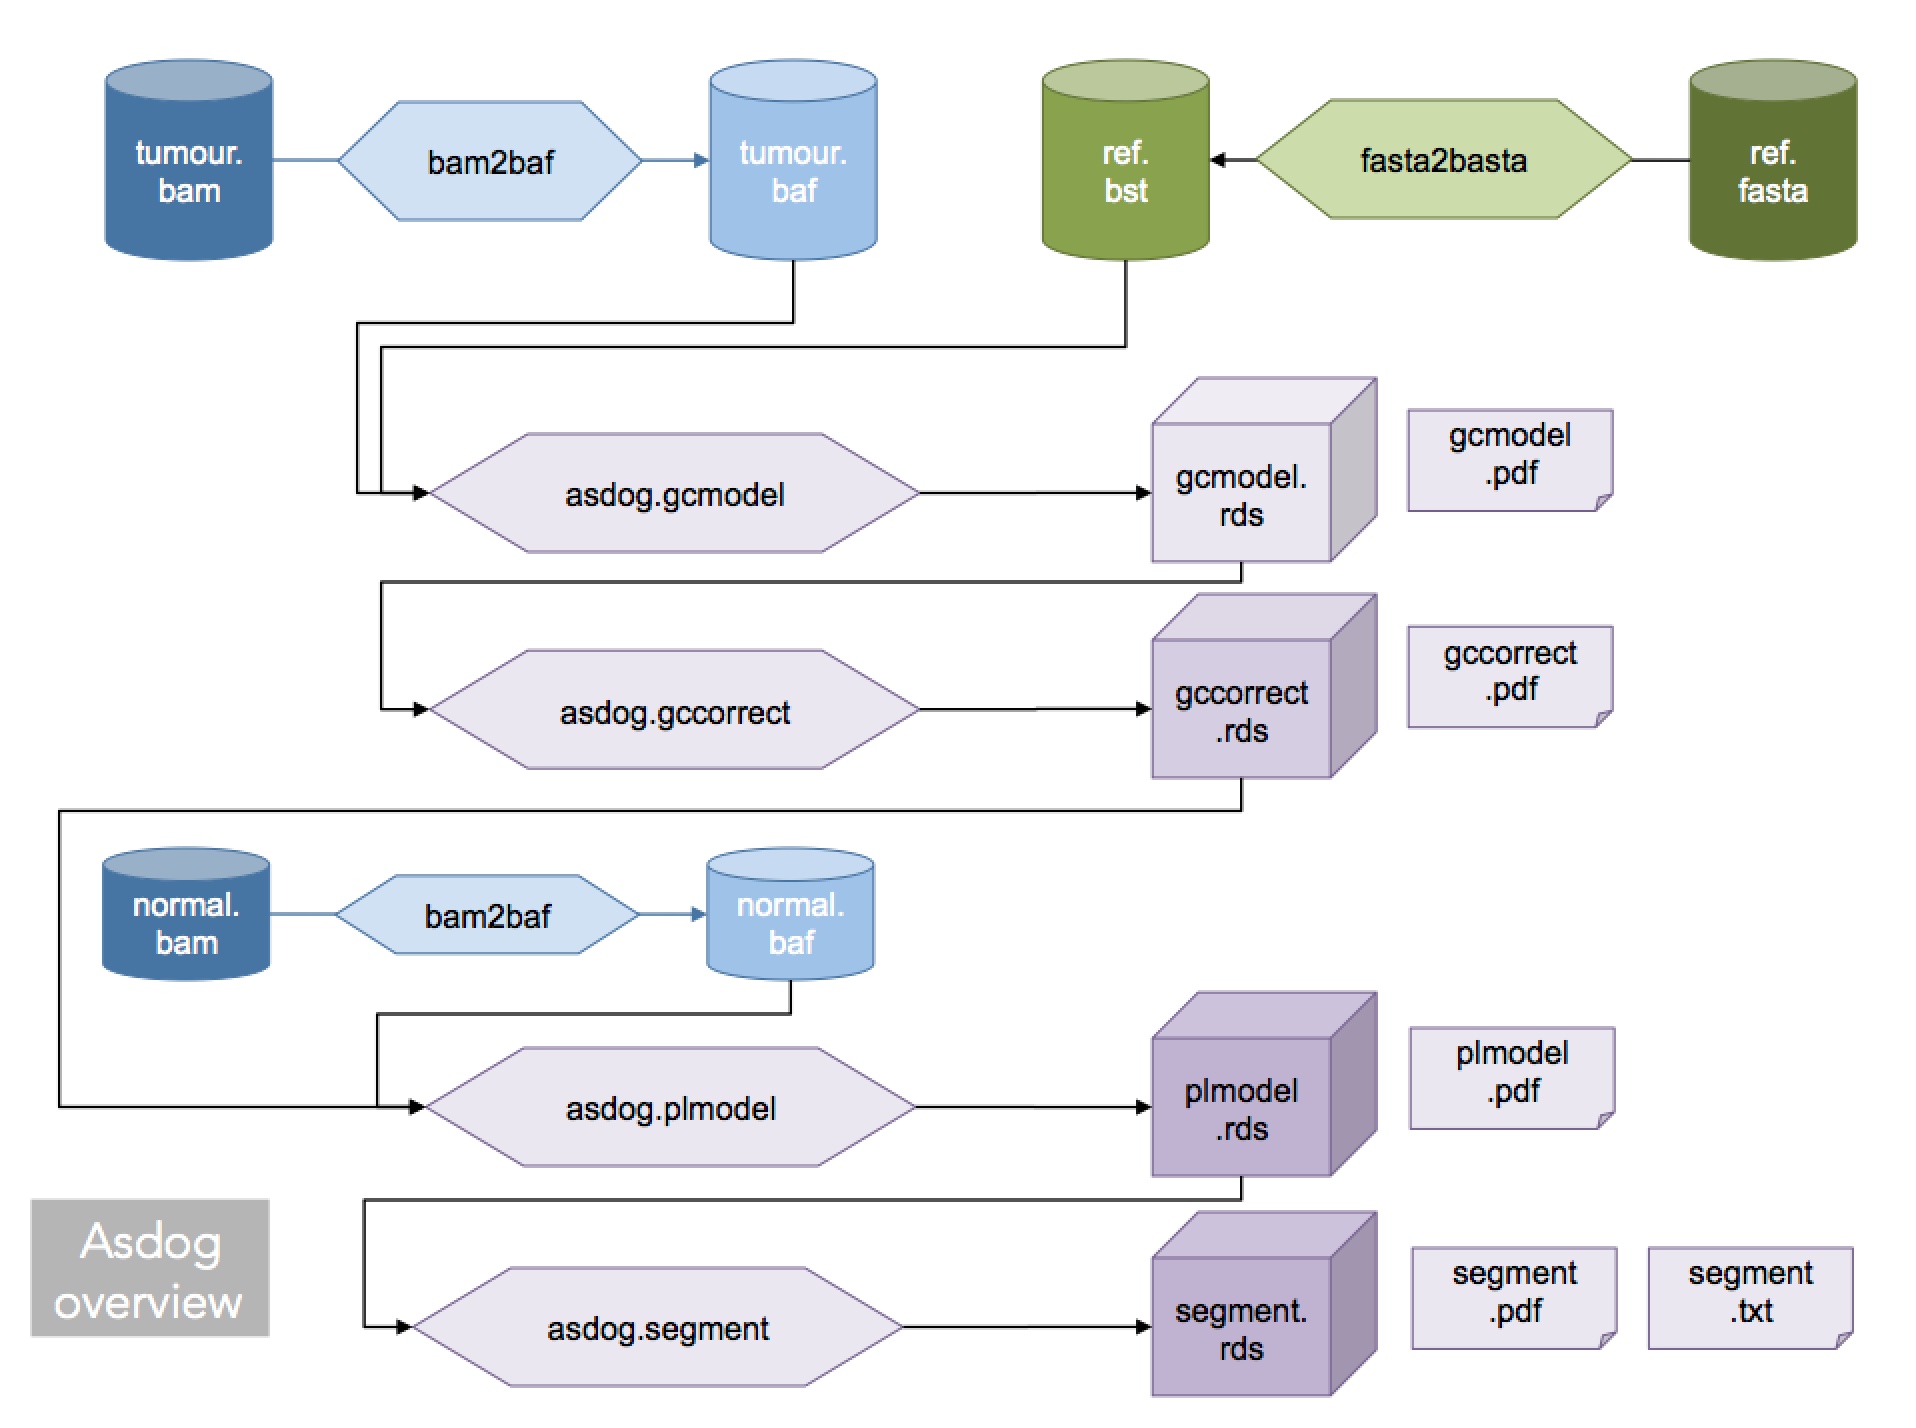 tumour.
bam
bam2baf
tumour.
baf
ref.
bst
fasta2basta
ref.
fasta
asdog.gcmodel
gcmodel.
rds
gcmodel
.pdf
asdog.gccorrect
gccorrect
.rds
gccorrect
.pdf
normal.
bam
bam2baf
normal.
baf
asdog.plmodel
plmodel
.rds
plmodel
.pdf
Asdog
overview
asdog.segment
segment.
rds
segment
.pdf
segment
.txt